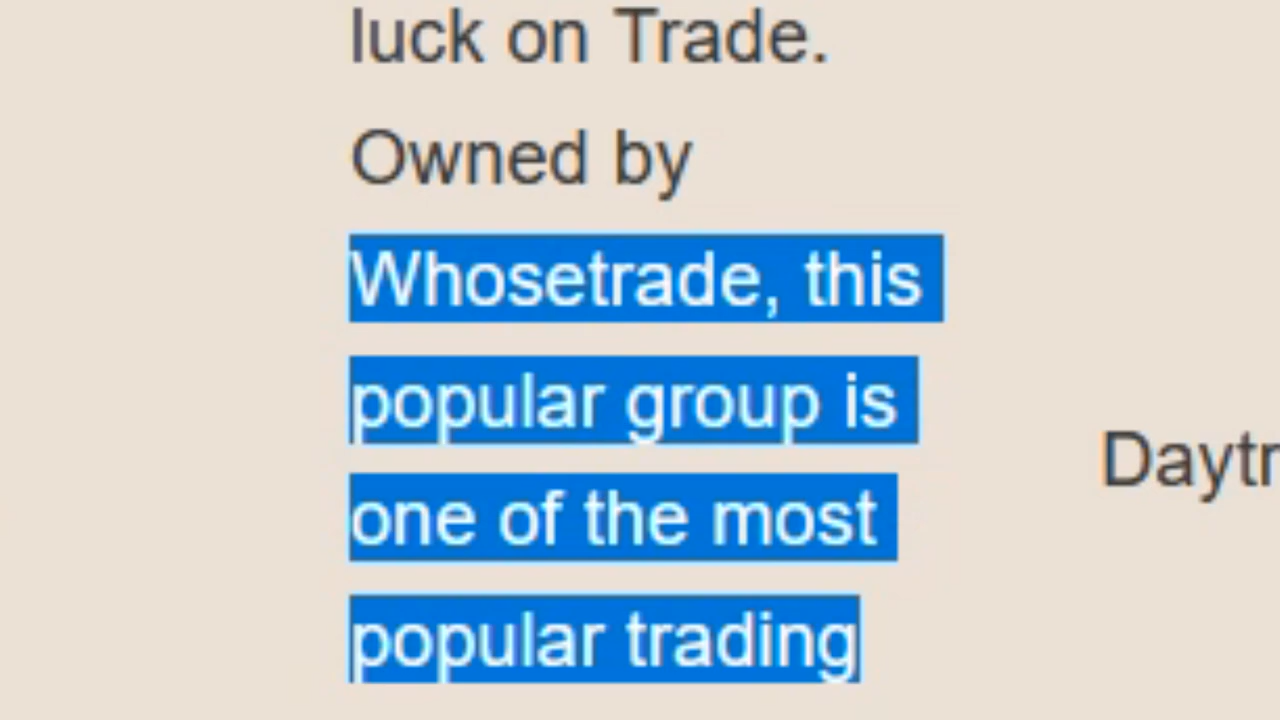 luck on Trade.
Owned by
Whosetrade, this
popular group is
one of the most
popular trading